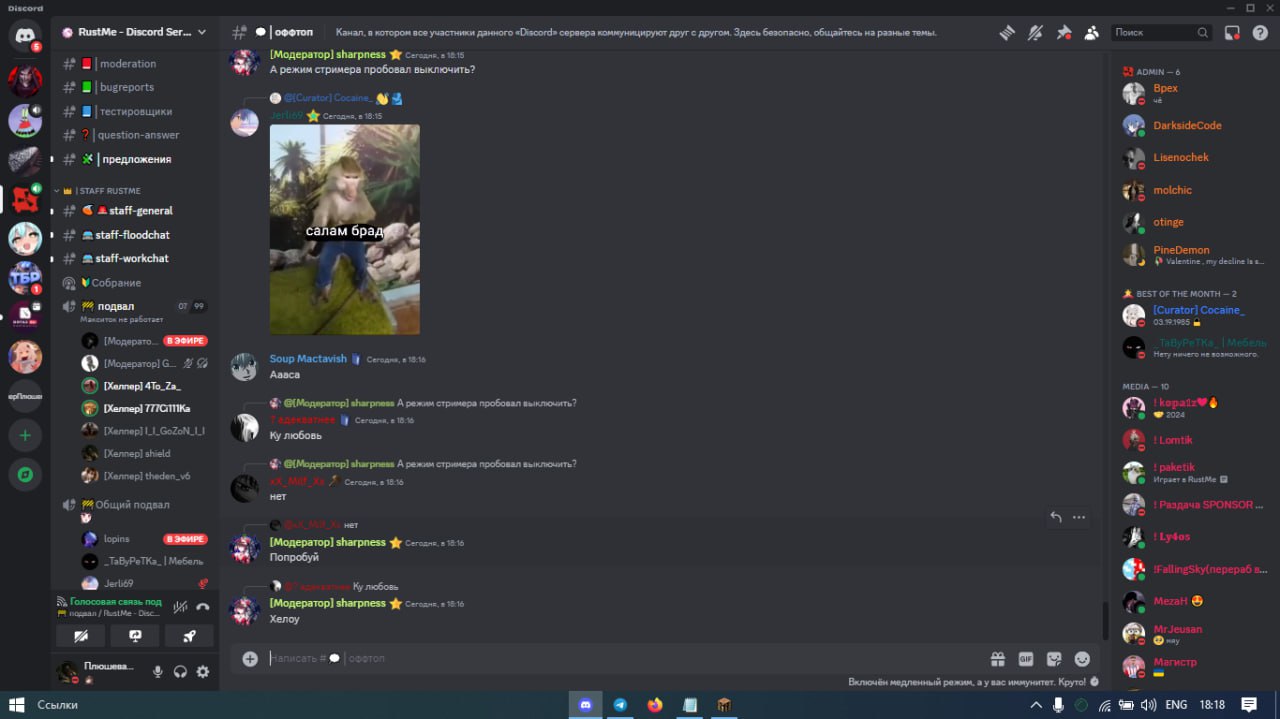 Discord
RustMe - Discord Ser...
оффтоп
Канал, в котором все участники данного «Discord» сервера коммуницируют друг с другом. Здесь безопасно, общайтесь на разные темы.
Поиск
5
1
moderation
bugreports
тестировщики
question-answer
предложения
| STAFF RUSTME
staff-general
staff-floodchat
staff-workchat
Собрание
подвал
07 99
Макситок не работает
[Модерато... В ЭФИРЕ
[Модератор] G...
[Хелпер] 4To_Za_
[Хелпер] 777Ci111Ka
[Хелпер] I_I_GoZoN_I_I
[Хелпер] shield
[Хелпер] theden_v6
Общий подвал
lopins В ЭФИРЕ
_TaByPeTKa_ | Мебель
Jerli69
Голосовая связь под
подвал / RustMe - Disc...
Плюшева...
[Модератор] sharpness Сегодня, в 18:15
А режим стримера пробовал выключить?
@[Curator] Cocaine_
Jerli69 Сегодня, в 18:15
салам брад
Soup Mactavish Сегодня, в 18:16
Аааса
@[Модератор] sharpness А режим стримера пробовал выключить?
? адекватнее Сегодня, в 18:16
Ку любовь
@[Модератор] sharpness А режим стримера пробовал выключить?
xX_Milf_Xx Сегодня, в 18:16
нет
@xX_Milf_Xx нет
[Модератор] sharpness Сегодня, в 18:16
Попробуй
@? адекватнее Ку любовь
[Модератор] sharpness Сегодня, в 18:16
Хелоу
Написать # | оффтоп
GIF
Включён медленный режим, а у вас иммунитет. Круто!
ADMIN — 6
Bpex
чё
DarksideCode
Lisenochek
molchic
otinge
PineDemon
Valentine , my decline Is s...
BEST OF THE MONTH — 2
[Curator] Cocaine_
03.19.1985
_TaByPeTKa_ | Мебель
Нету ничего не возможного.
MEDIA — 10
! kopa1z
2024
! Lomtik
! paketik
Играет в RustMe
! Раздача SPONSOR ...
! Ly4os
!FallingSky(перераб в...
MezaH
MrJeusan
мяу
Магистр
Ссылки
ENG
18:18